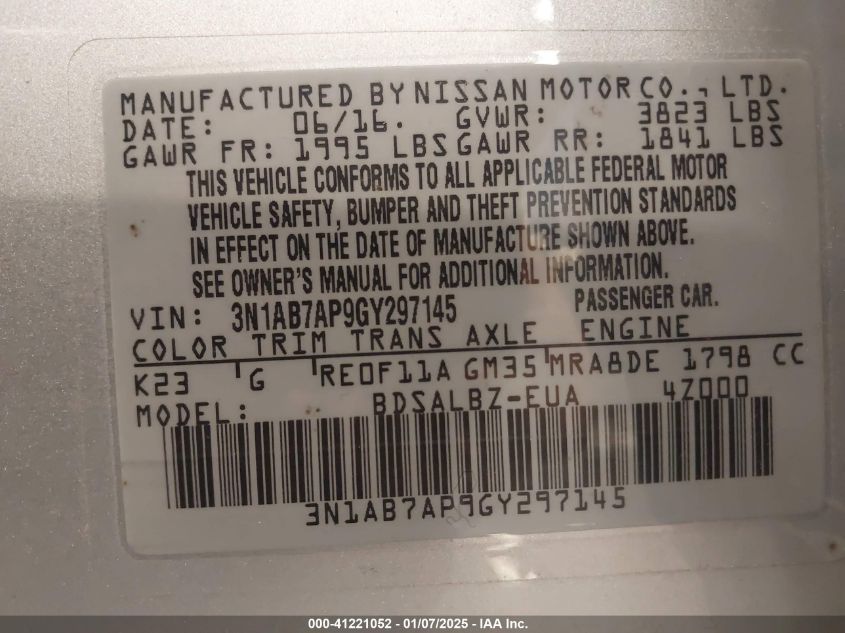 MANUFACTURED BY NISSAN MOTOR CO., LTD.
DATE: 06/16. GVWR: 3823 LBS
GAWR FR: 1995 LBS GAWR RR: 1841 LBS
THIS VEHICLE CONFORMS TO ALL APPLICABLE FEDERAL MOTOR
VEHICLE SAFETY, BUMPER AND THEFT PREVENTION STANDARDS
IN EFFECT ON THE DATE OF MANUFACTURE SHOWN ABOVE.
SEE OWNER'S MANUAL FOR ADDITIONAL INFORMATION.
VIN: 3N1AB7AP9GY297145 PASSENGER CAR.
COLOR TRIM TRANS AXLE ENGINE
K23 G RE0F11A GM35 MRA8DE 1798 CC
MODEL: BDSALBZ-EUA 4Z000
3N1AB7AP9GY297145
000-41221052 - 01/07/2025 - IAA Inc.